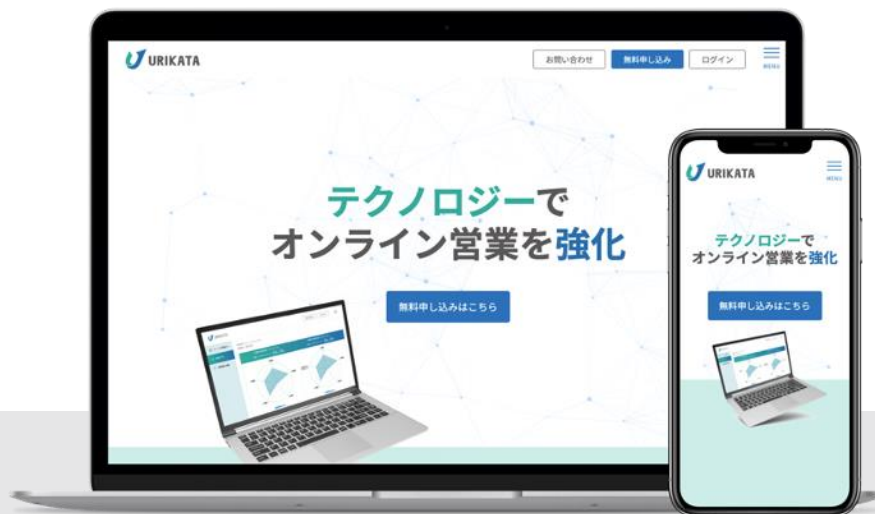 URIKATA
お問い合わせ
無料申し込み
ログイン
MENU
テクノロジーで
オンライン営業を強化
無料申し込みはこちら
URIKATA
MENU
テクノロジーで
オンライン営業を強化
無料申し込みはこちら